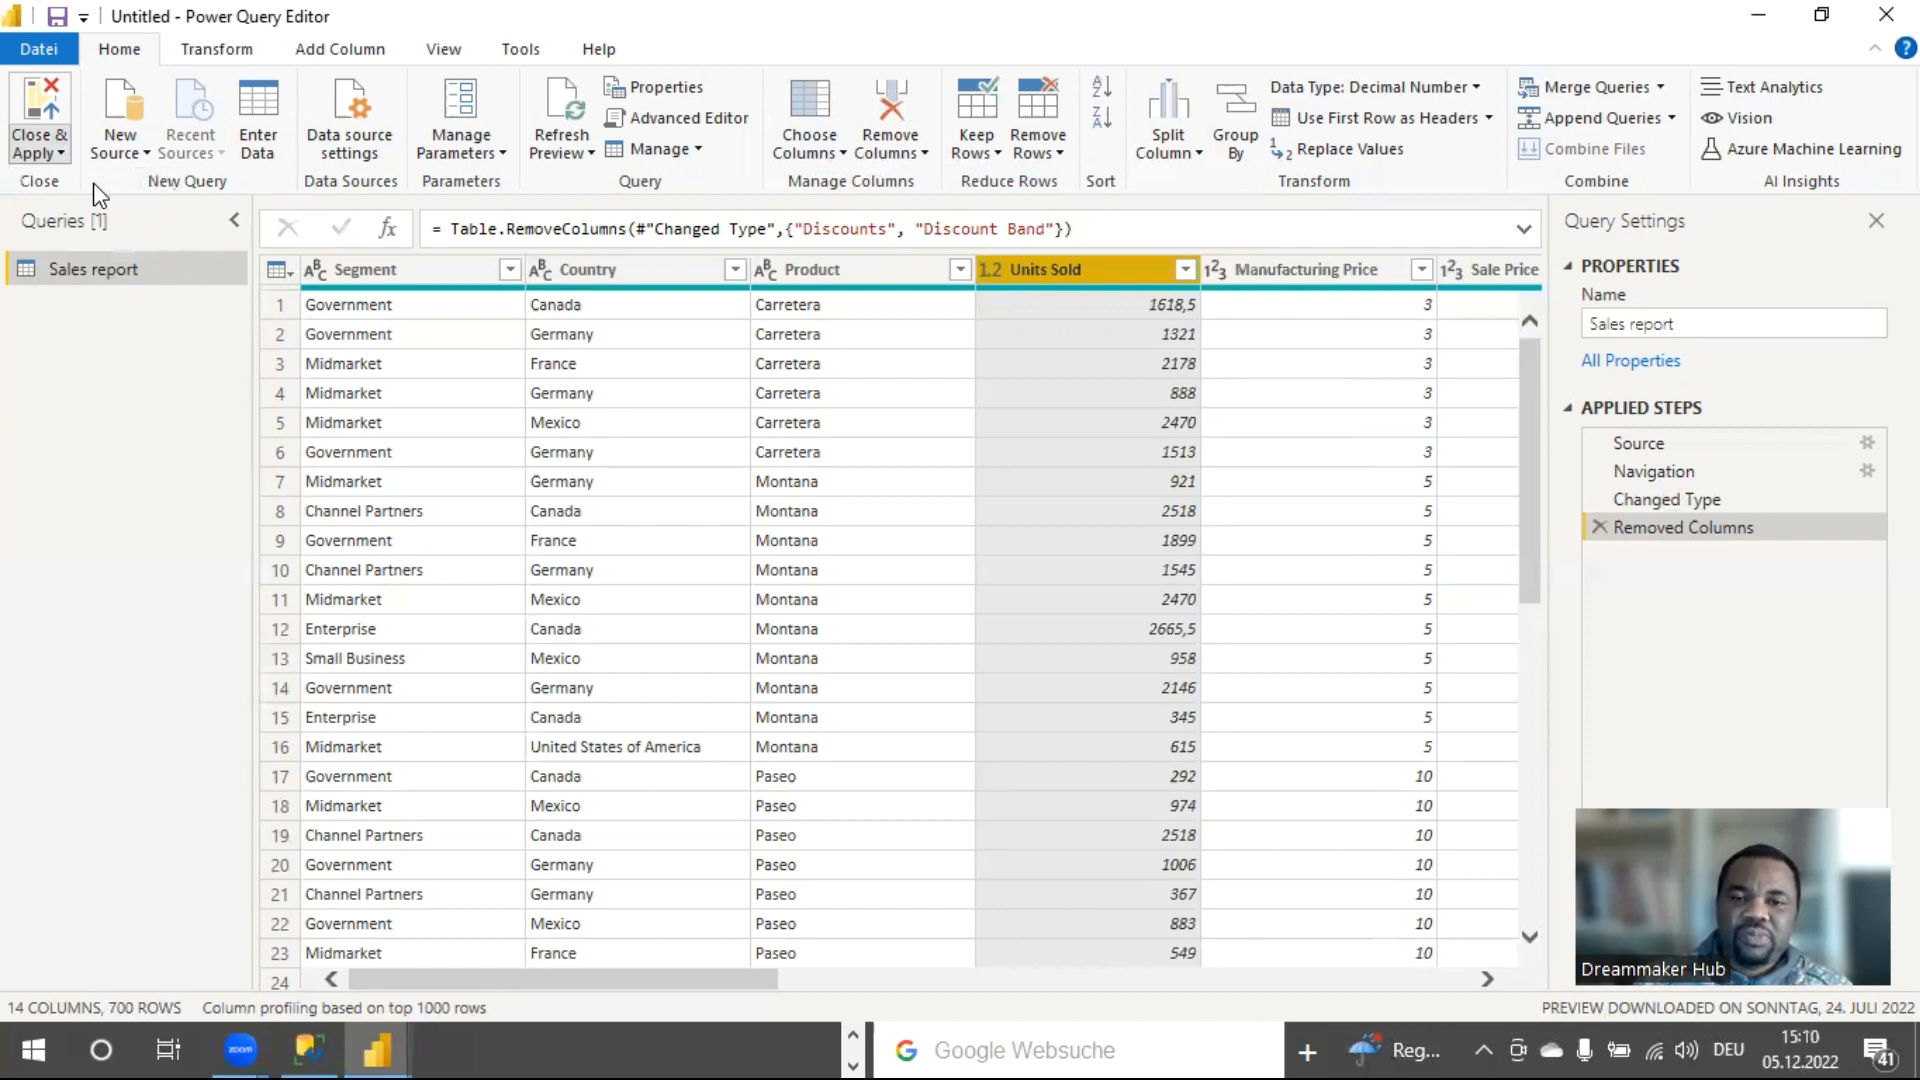 Untitled - Power Query Editor
Datei Home Transform Add Column View Tools Help
Close & Apply
New Source
Recent Sources
Enter Data
Data source settings
Manage Parameters
Refresh Preview
Properties
Advanced Editor
Manage
Choose Columns
Remove Columns
Keep Rows
Remove Rows
Split Column
Group By
Data Type: Decimal Number
Use First Row as Headers
Replace Values
Merge Queries
Append Queries
Combine Files
Text Analytics
Vision
Azure Machine Learning
Close New Query Data Sources Parameters Query Manage Columns Reduce Rows Sort Transform Combine AI Insights
Queries [1]
Sales report
fx = Table.RemoveColumns(#"Changed Type",{"Discounts", "Discount Band"})
Segment Country Product 1.2 Units Sold 123 Manufacturing Price 123 Sale Price
1 Government Canada Carretera 1618,5 3
2 Government Germany Carretera 1321 3
3 Midmarket France Carretera 2178 3
4 Midmarket Germany Carretera 888 3
5 Midmarket Mexico Carretera 2470 3
6 Government Germany Carretera 1513 3
7 Midmarket Germany Montana 921 5
8 Channel Partners Canada Montana 2518 5
9 Government France Montana 1899 5
10 Channel Partners Germany Montana 1545 5
11 Midmarket Mexico Montana 2470 5
12 Enterprise Canada Montana 2665,5 5
13 Small Business Mexico Montana 958 5
14 Government Germany Montana 2146 5
15 Enterprise Canada Montana 345 5
16 Midmarket United States of America Montana 615 5
17 Government Canada Paseo 292 10
18 Midmarket Mexico Paseo 974 10
19 Channel Partners Canada Paseo 2518 10
20 Government Germany Paseo 1006 10
21 Channel Partners Germany Paseo 367 10
22 Government Mexico Paseo 883 10
23 Midmarket France Paseo 549 10
24
Query Settings
PROPERTIES
Name
Sales report
All Properties
APPLIED STEPS
Source
Navigation
Changed Type
Removed Columns
Dreammaker Hub
14 COLUMNS, 700 ROWS Column profiling based on top 1000 rows
PREVIEW DOWNLOADED ON SONNTAG, 24. JULI 2022
zoom
Google Websuche
Reg...
DEU
15:10
05.12.2022
41